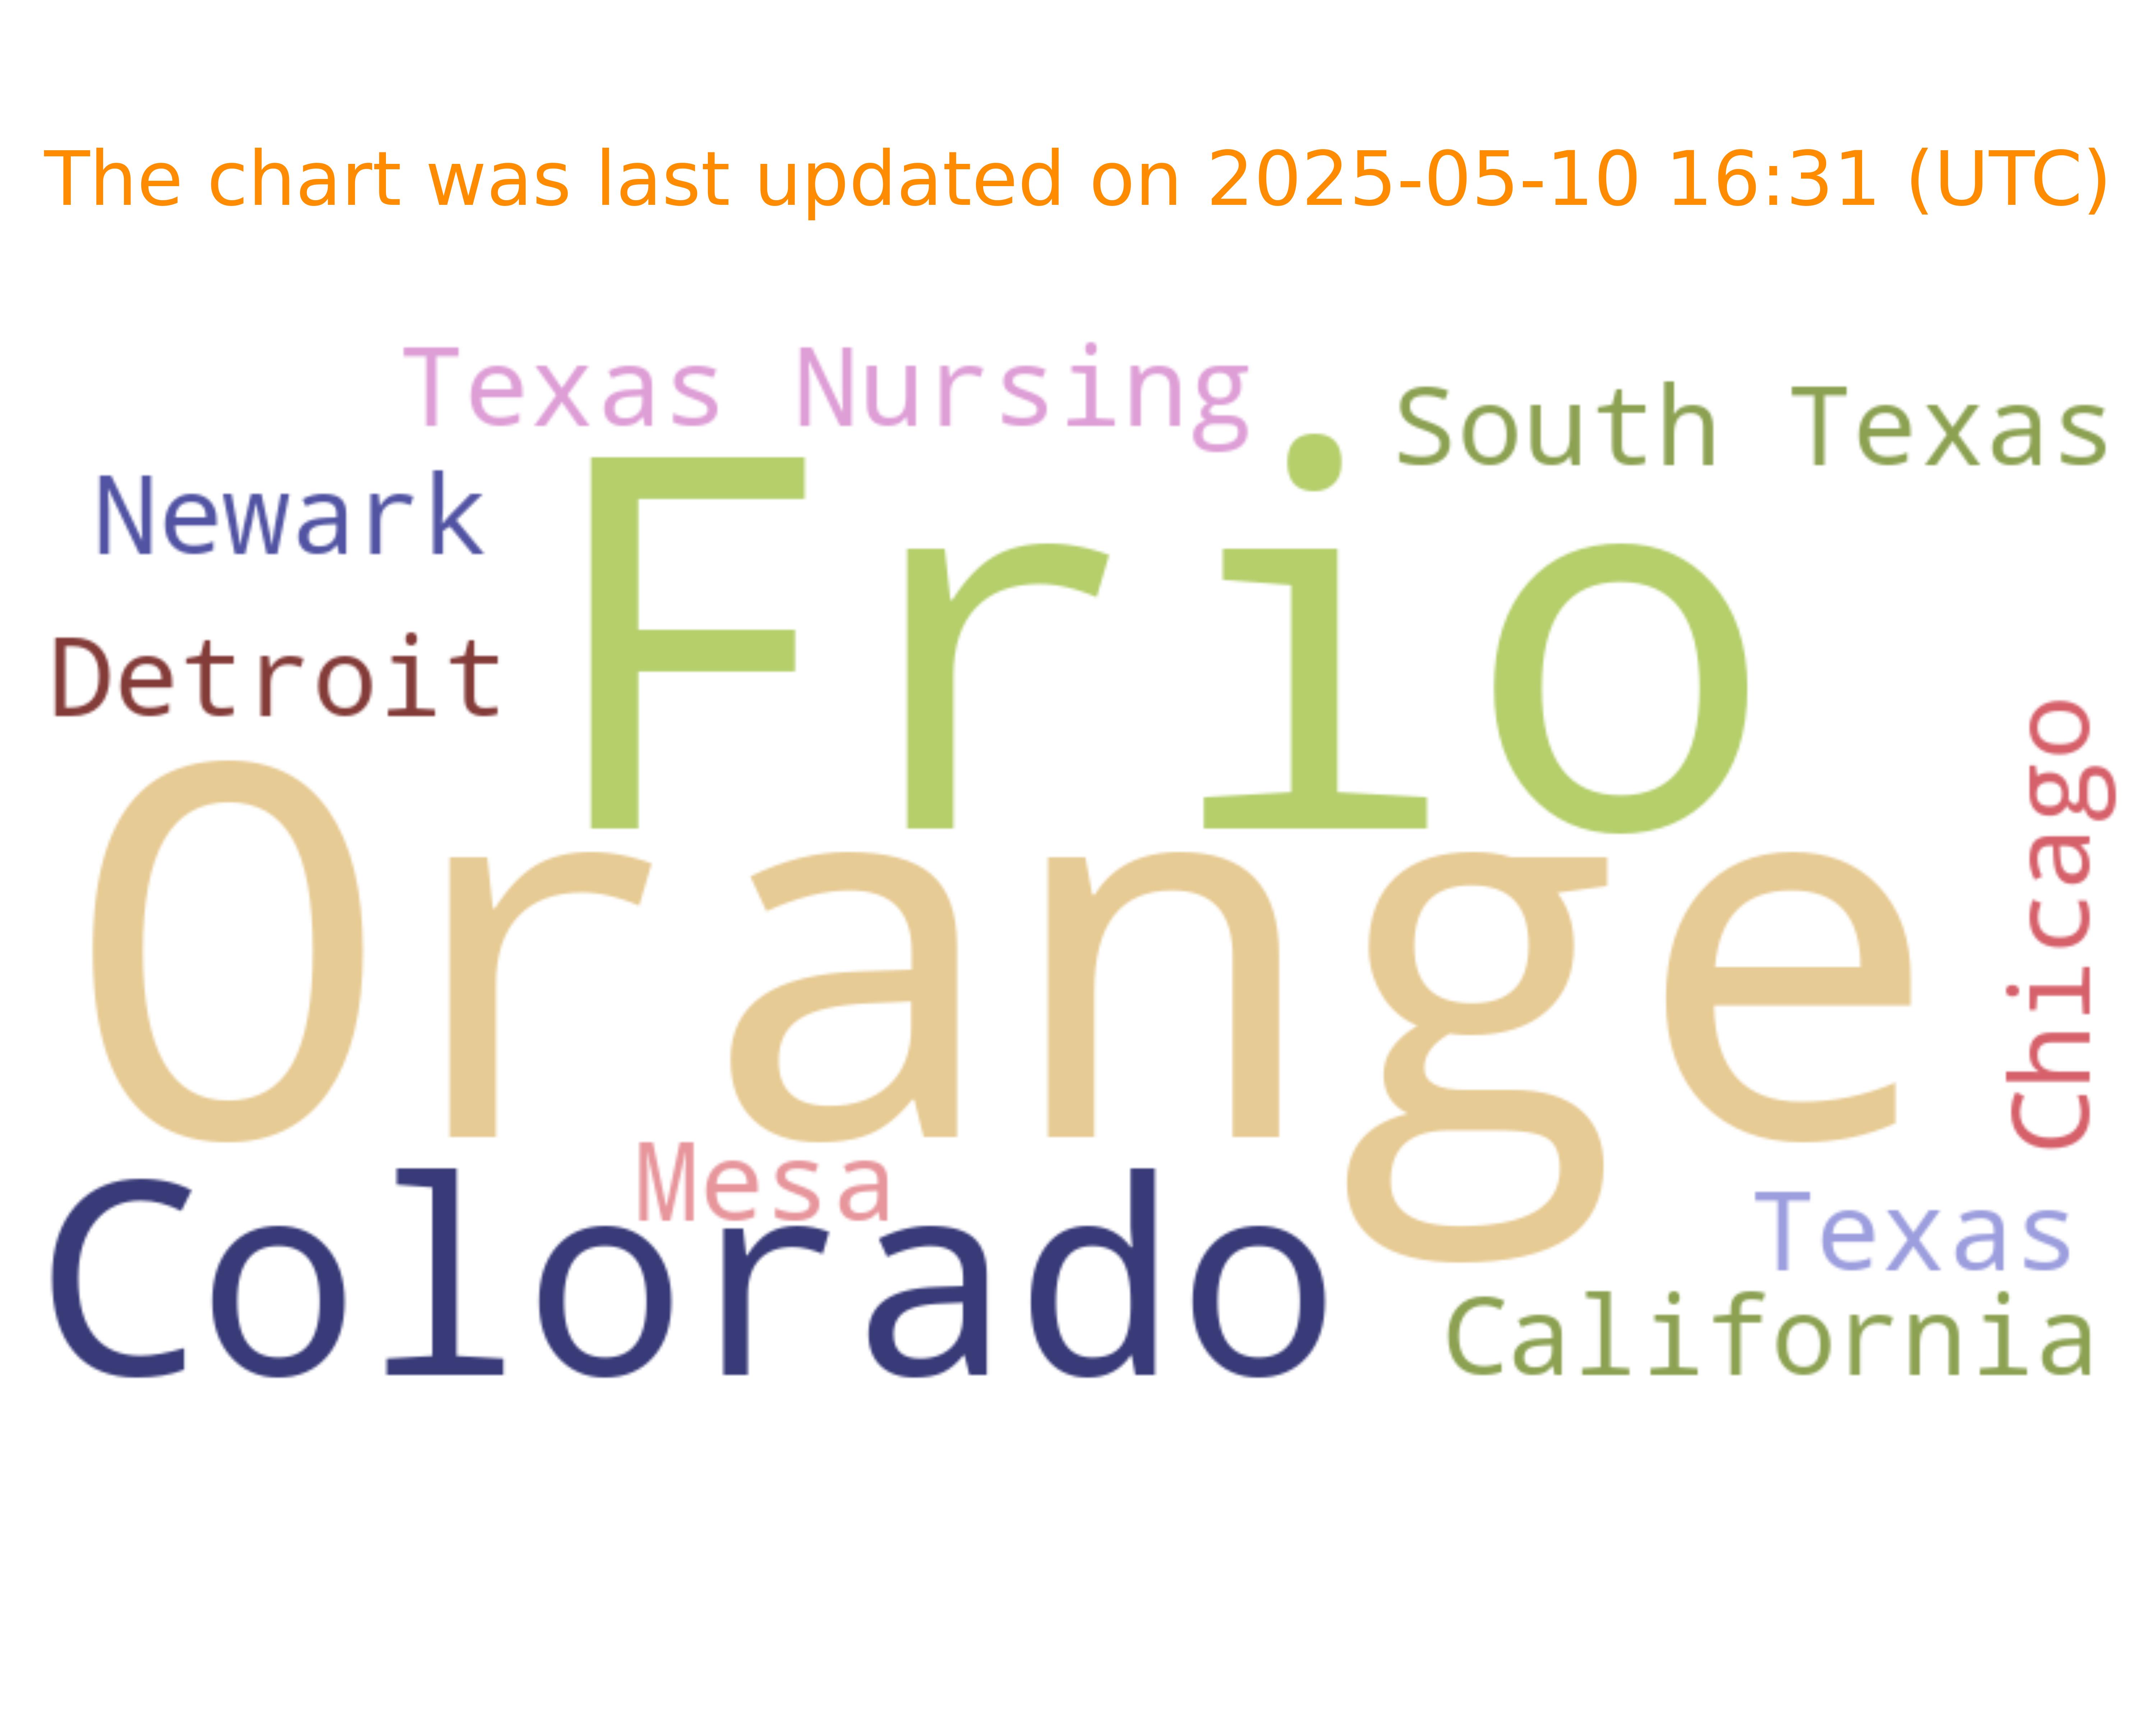 The chart was last updated on 2025-05-10 16:31 (UTC)
Texas Nursing
South Texas
Newark
Frio
Detroit
Chicago
Orange
Mesa
Colorado
Texas
California